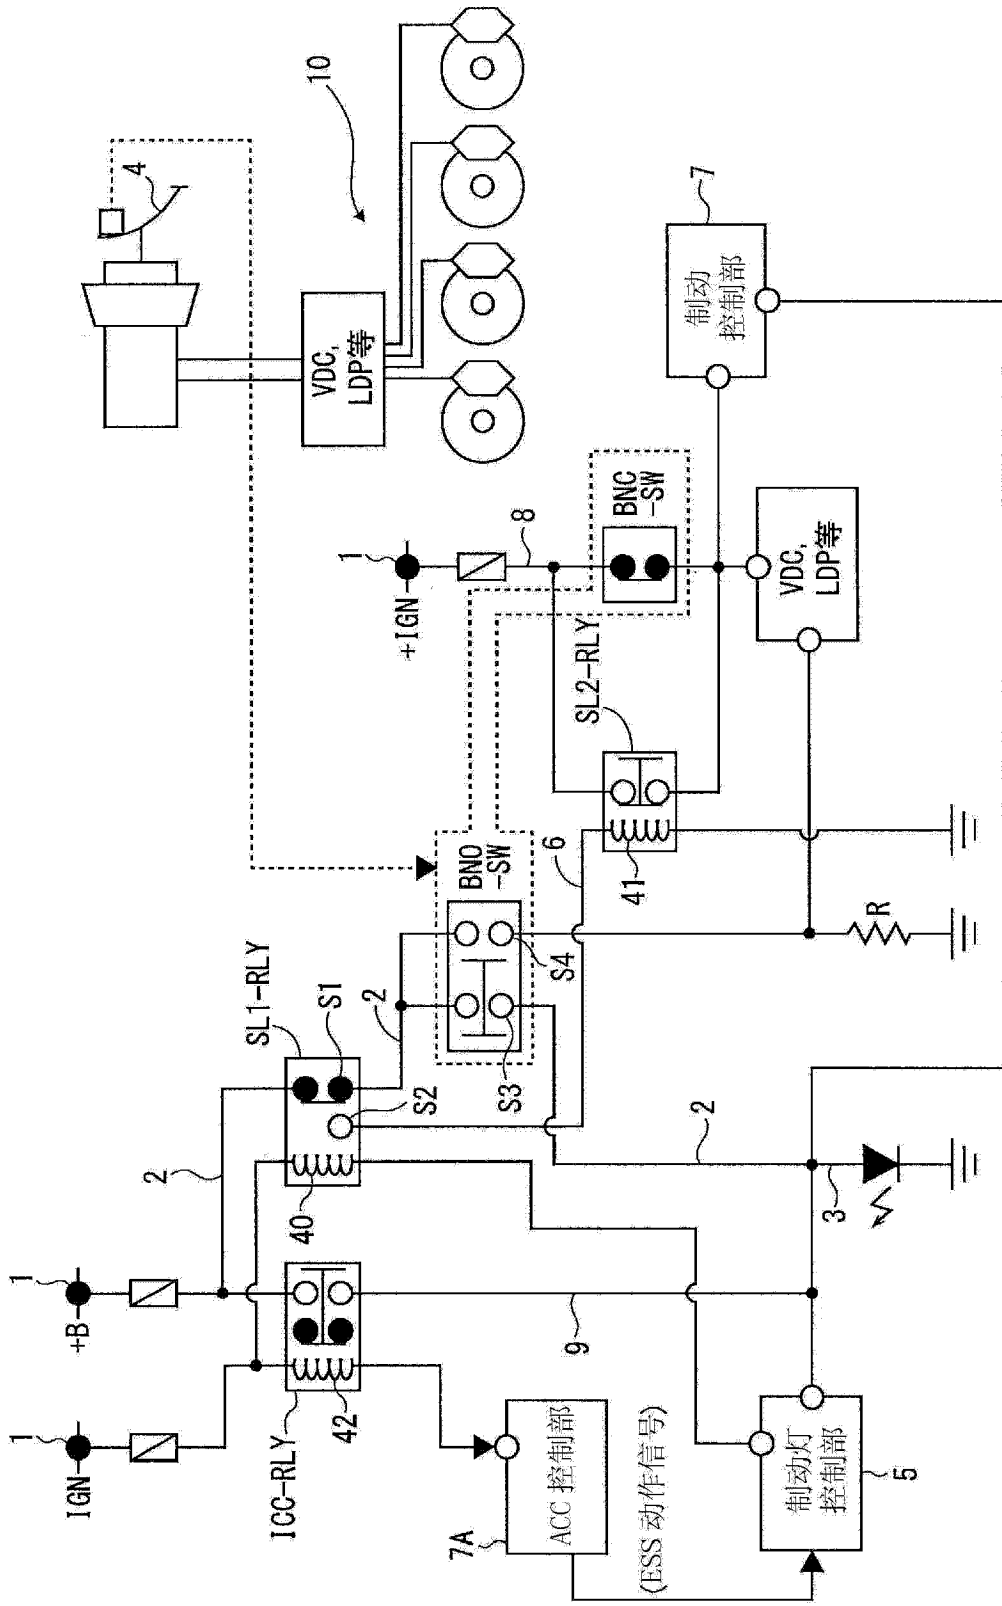 10
4
VDC,
LDP等
7
制动
控制部
1
+IGN
8
BNC
-SW
VDC,
LDP等
SL2-RLY
41
6
BNO
-SW
S4
S3
R
SL1-RLY
S1
S2
2
2
2
40
1
+B
1
IGN
ICC-RLY
42
9
3
7A
ACC 控制部
(ESS 动作信号)
制动灯
控制部
5